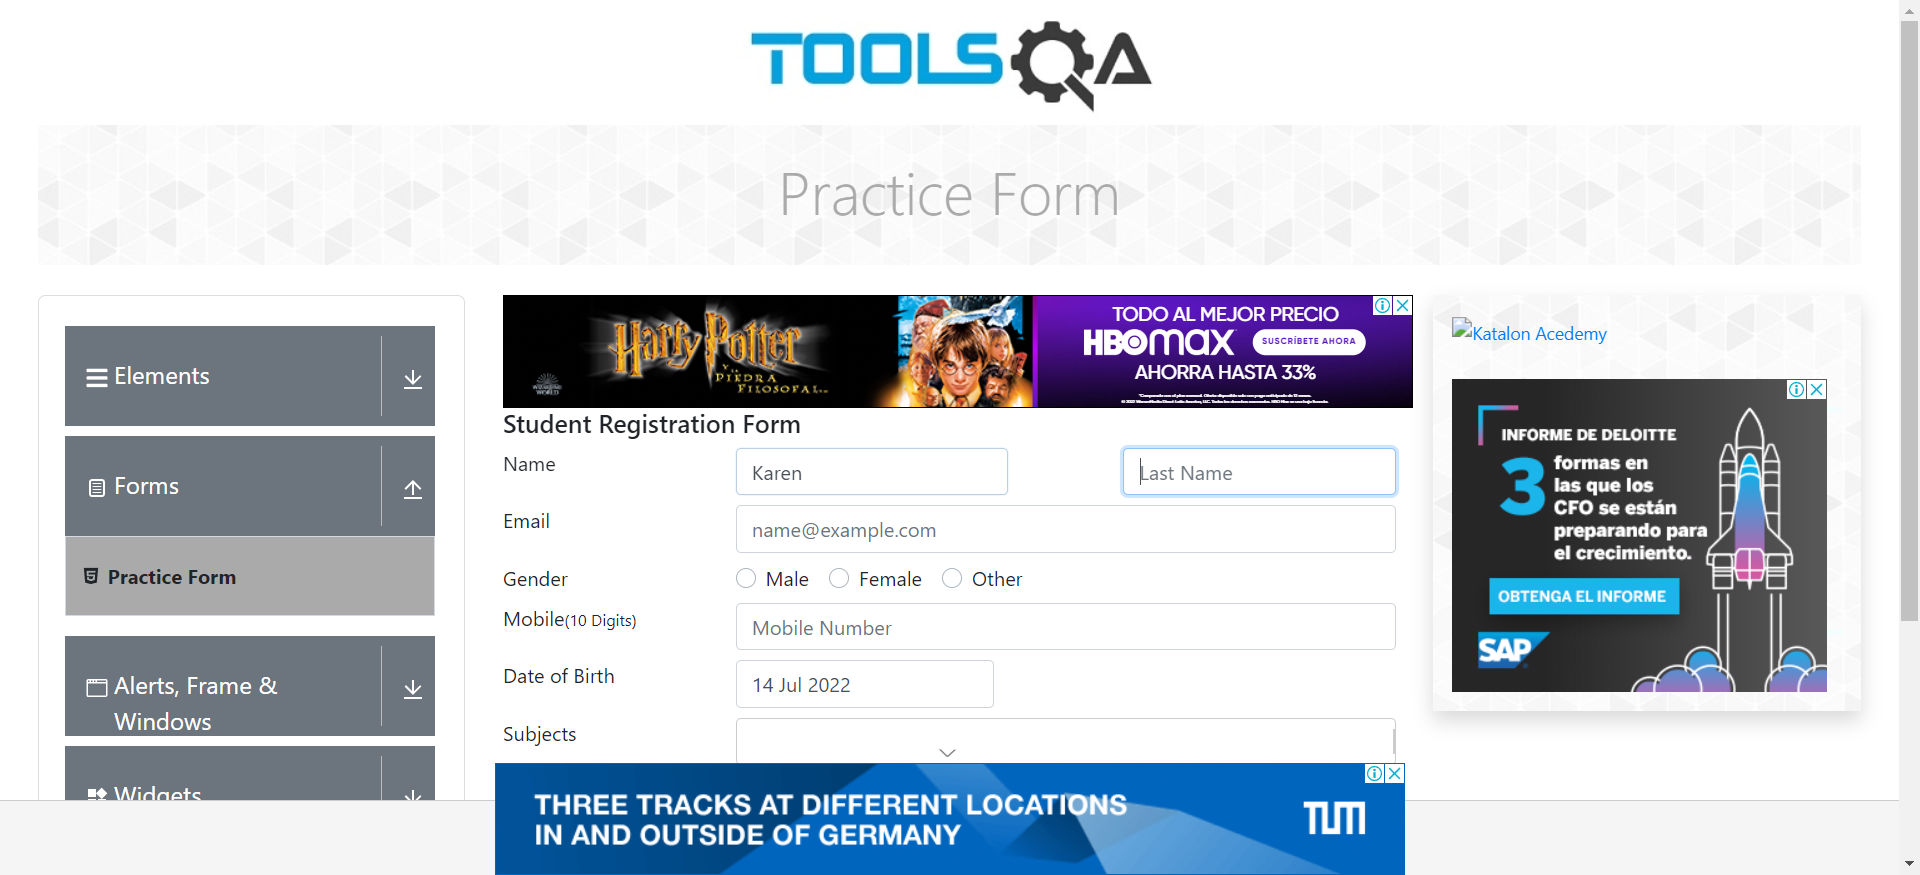 TOOLSQA
Practice Form
Elements
Forms
Practice Form
Alerts, Frame &
Windows
Widgets
Harry Potter
Y LA
PIEDRA
FILOSOFAL
WIZARDING
WORLD
TODO AL MEJOR PRECIO
HBOMAX
SUSCRÍBETE AHORA
AHORRA HASTA 33%
Student Registration Form
Name
Karen
Last Name
Email
name@example.com
Gender
Male
Female
Other
Mobile(10 Digits)
Mobile Number
Date of Birth
14 Jul 2022
Subjects
THREE TRACKS AT DIFFERENT LOCATIONS
IN AND OUTSIDE OF GERMANY
TUM
Katalon Acedemy
INFORME DE DELOITTE
3 formas en
las que los
CFO se están
preparando para
el crecimiento.
OBTENGA EL INFORME
SAP